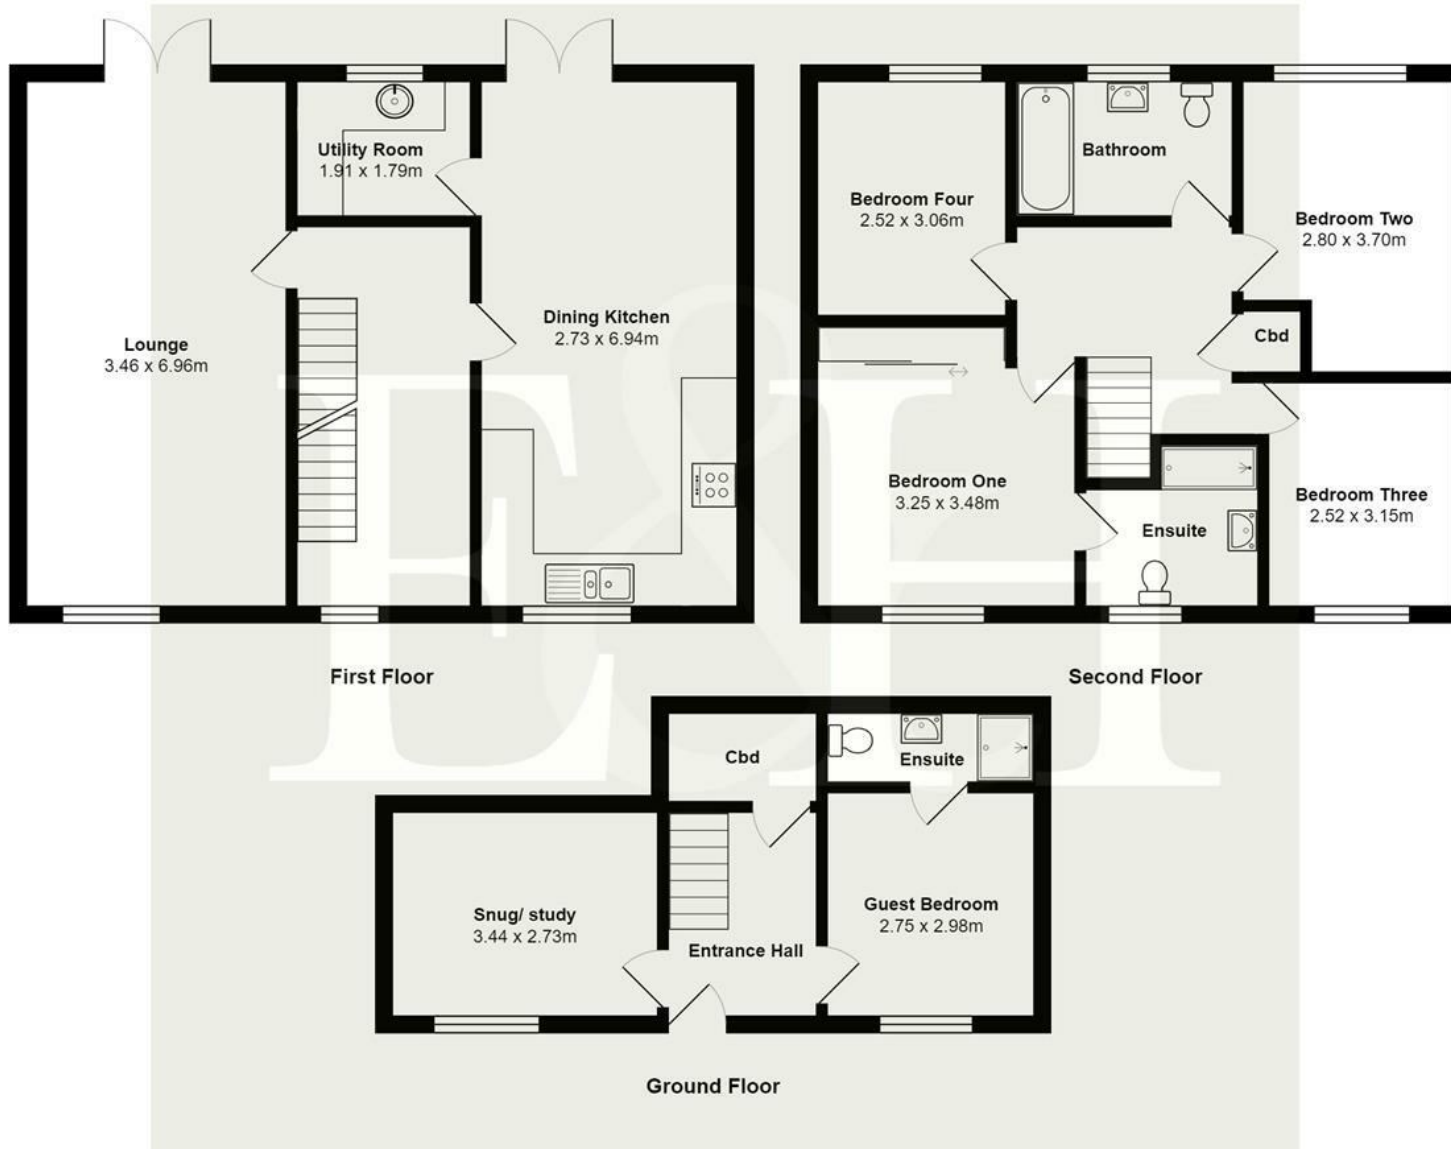 Utility Room
1.91 x 1.79m
Lounge
3.46 x 6.96m
Dining Kitchen
2.73 x 6.94m
First Floor
Bathroom
Bedroom Four
2.52 x 3.06m
Bedroom Two
2.80 x 3.70m
Cbd
Bedroom One
3.25 x 3.48m
Ensuite
Bedroom Three
2.52 x 3.15m
Second Floor
Cbd
Ensuite
Snug/ study
3.44 x 2.73m
Entrance Hall
Guest Bedroom
2.75 x 2.98m
Ground Floor
E&H